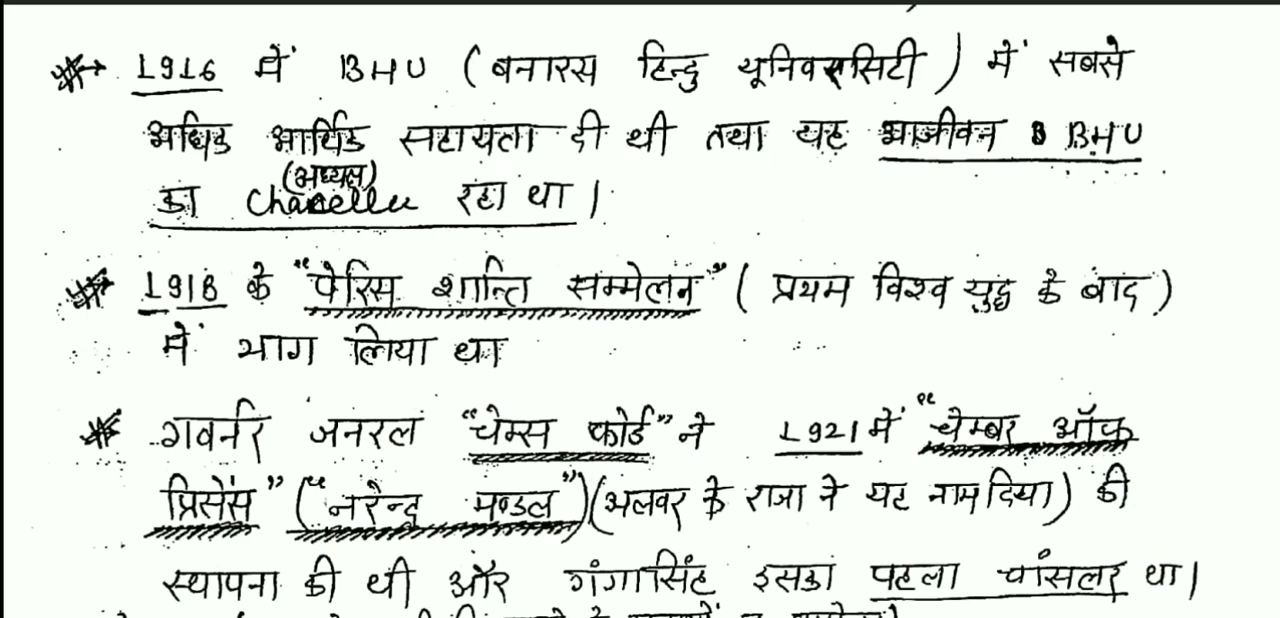 1916 में BHU (बनारस हिन्दु यूनिवरसिटी) में सबसे
अधिक आर्थिक सहायता दी थी तथा यह आजीवन BHU
(अध्यक्ष)
का Chancellor रहा था।
1918 के "पेरिस शान्ति सम्मेलन" (प्रथम विश्व युद्ध के बाद)
में भाग लिया था
गवर्नर जनरल "चेम्स फोर्ड" ने 1921 में "चेम्बर ऑफ
प्रिंसेंस" ("नरेन्द्र मण्डल") (अलवर के राजा ने यह नाम दिया) की
स्थापना की थी और गंगासिंह इसका पहला चांसलर था।